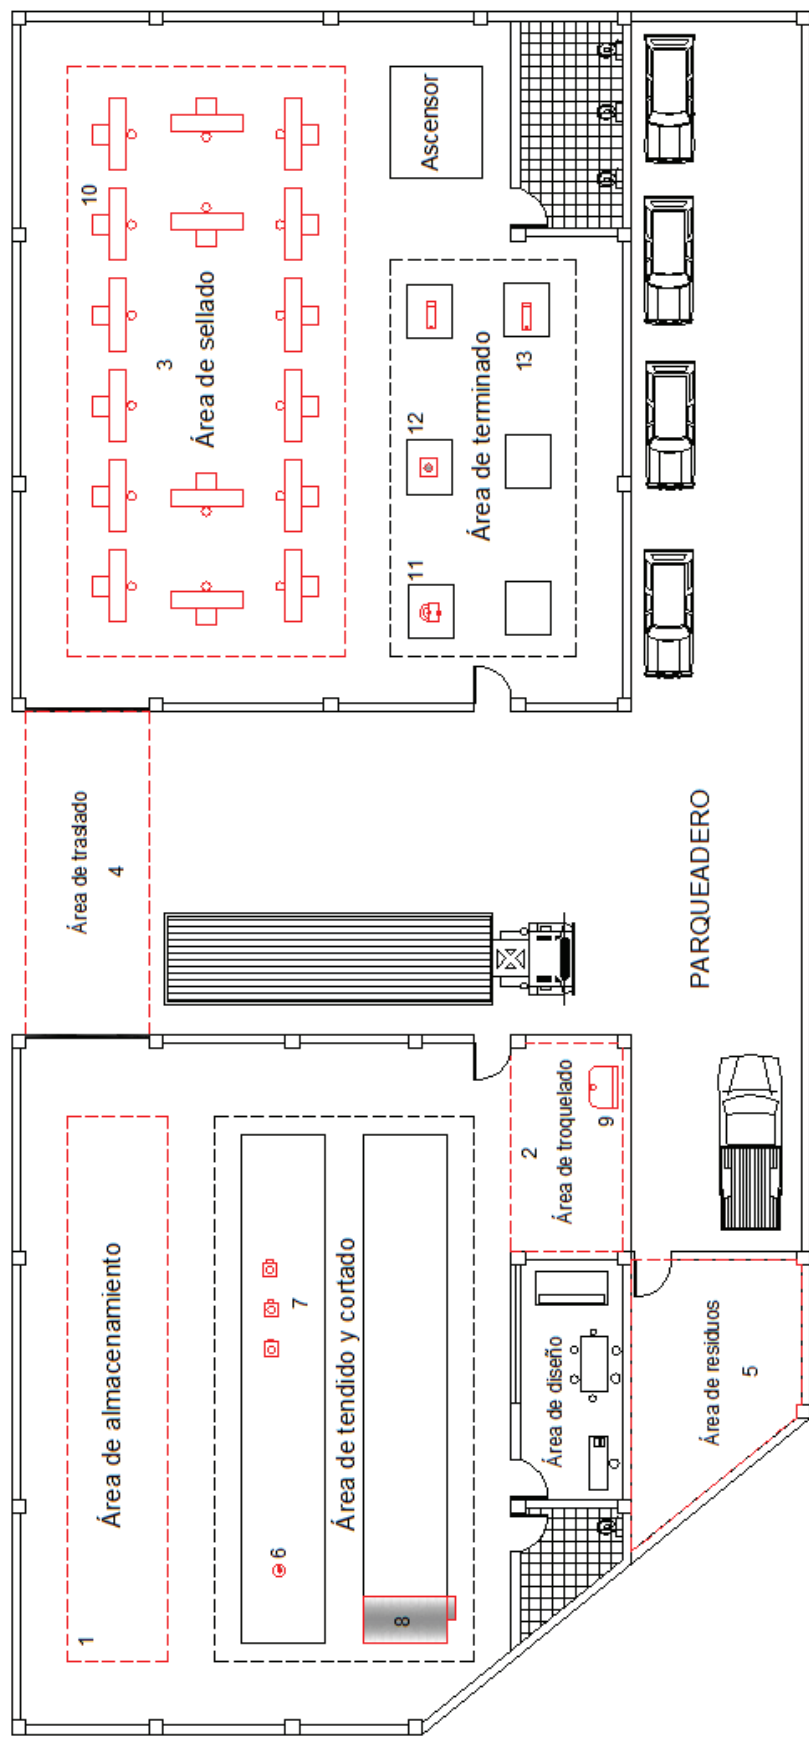 1
Área de almacenamiento
6
7
Área de tendido y cortado
8
Área de diseño
2
Área de troquelado
9
Área de residuos
5
Área de traslado
4
PARQUEADERO
10
3
Área de sellado
Ascensor
11
12
Área de terminado
13